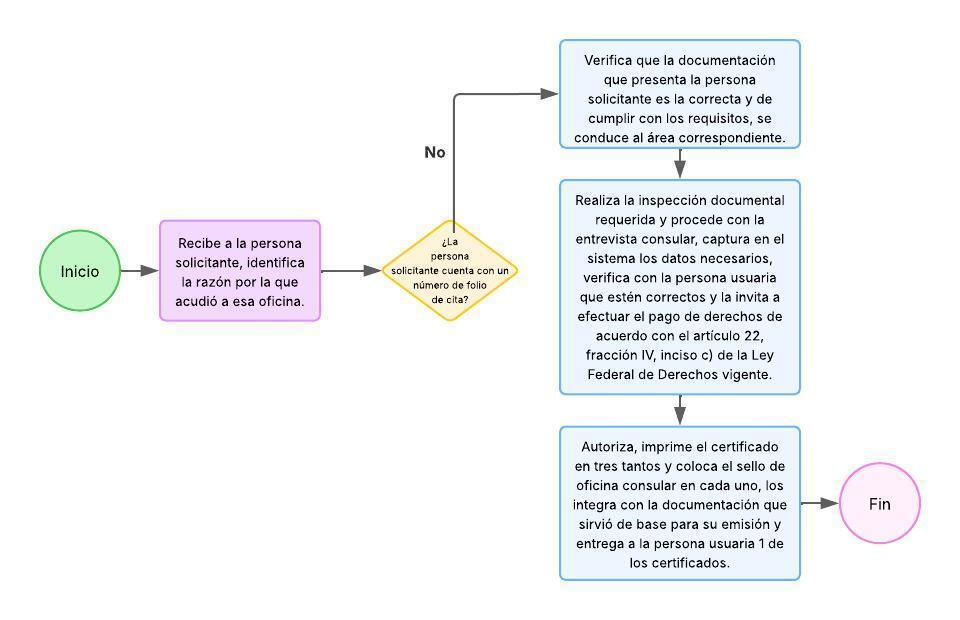 Inicio
Recibe a la persona
solicitante, identifica
la razón por la que
acudió a esa oficina.
¿La
persona
solicitante cuenta con un
número de folio
de cita?
No
Verifica que la documentación
que presenta la persona
solicitante es la correcta y de
cumplir con los requisitos, se
conduce al área correspondiente.
Realiza la inspección documental
requerida y procede con la
entrevista consular, captura en el
sistema los datos necesarios,
verifica con la persona usuaria
que estén correctos y la invita a
efectuar el pago de derechos de
acuerdo con el artículo 22,
fracción IV, inciso c) de la Ley
Federal de Derechos vigente.
Autoriza, imprime el certificado
en tres tantos y coloca el sello de
oficina consular en cada uno, los
integra con la documentación que
sirvió de base para su emisión y
entrega a la persona usuaria 1 de
los certificados.
Fin